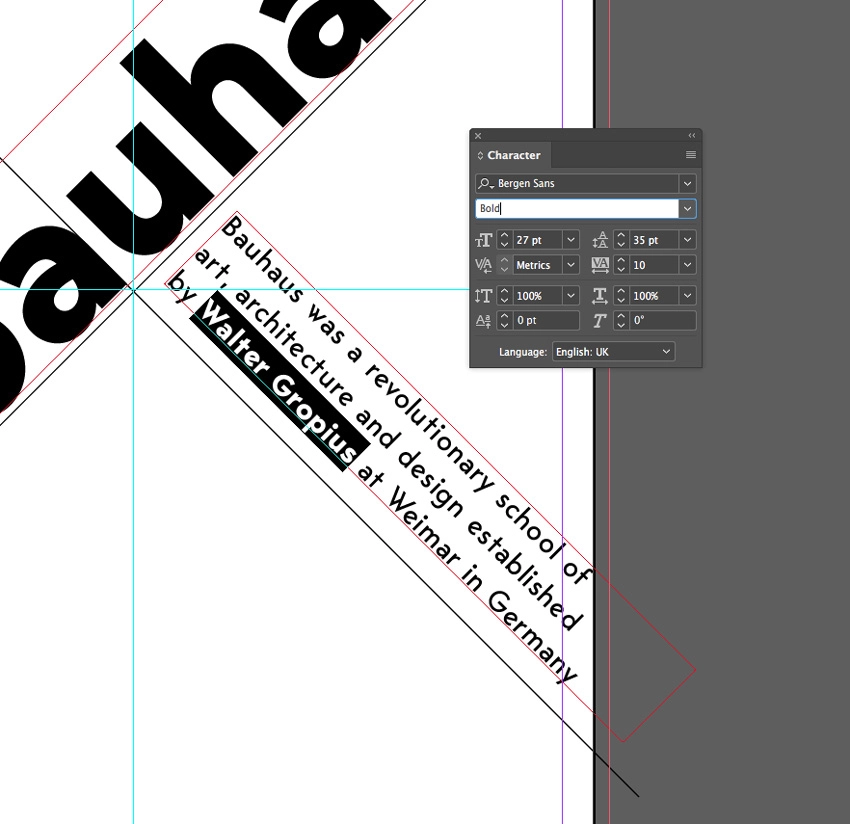 bauha
Bauhaus was a revolutionary school of
art, architecture and design established
by Walter Gropius at Weimar in Germany
Character
Bergen Sans
Bold
27 pt
35 pt
Metrics
10
100%
100%
0 pt
0°
Language: English: UK